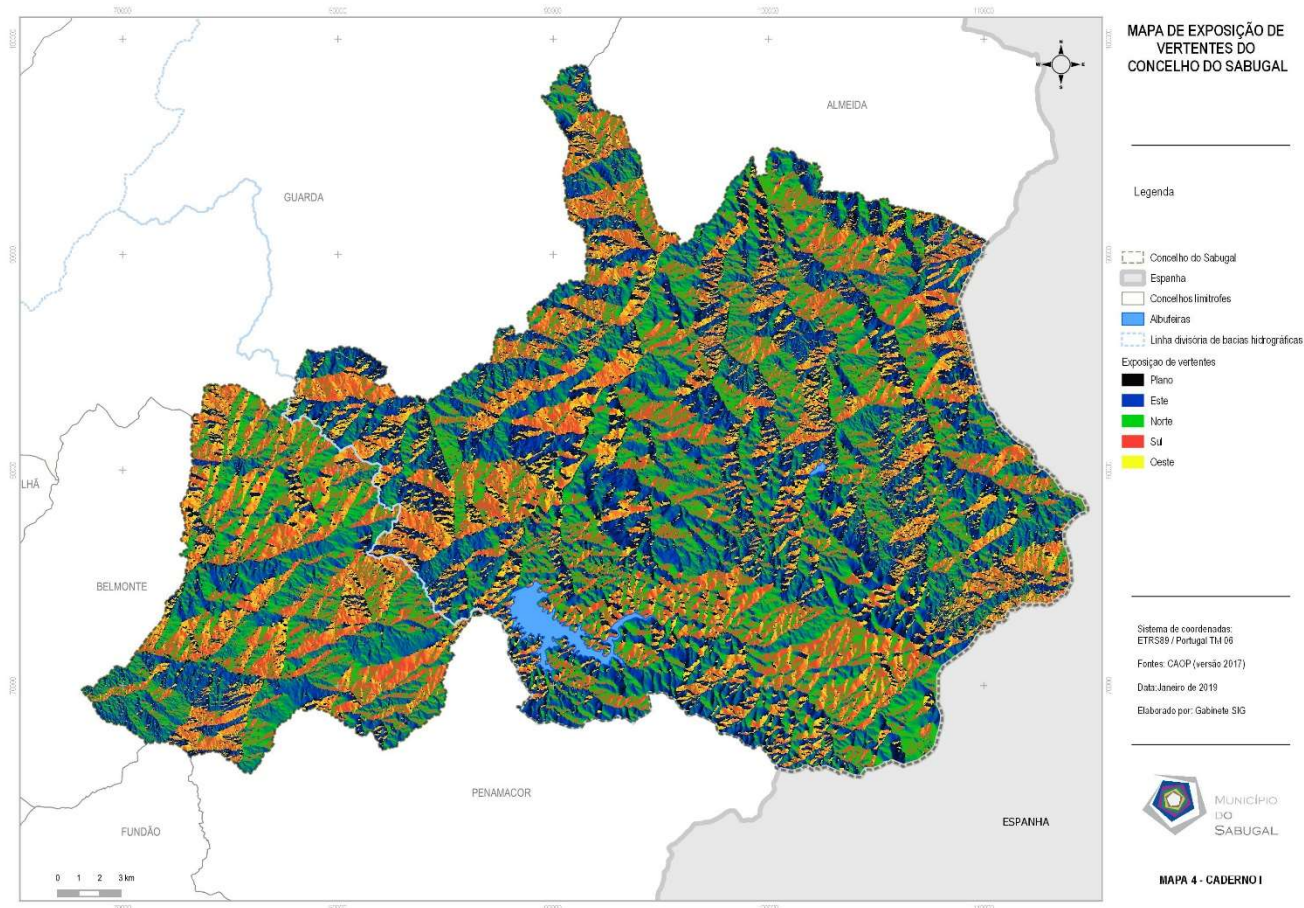 MAPA DE EXPOSIÇÃO DE
VERTENTES DO
CONCELHO DO SABUGAL
N
W
E
S
ALMEIDA
GUARDA
LHÃ
BELMONTE
PENAMACOR
FUNDÃO
ESPANHA
0 1 2 3 km
Legenda
Concelho do Sabugal
Espanha
Concelhos limítrofes
Albufeiras
Linha divisória de bacias hidrográficas
Exposiçao de vertentes
Plano
Este
Norte
Sul
Oeste
Sistema de coordenadas:
ETRS89 / Portugal TM 06
Fontes: CAOP (versão 2017)
Data: Janeiro de 2019
Elaborado por: Gabinete SIG
MUNICÍPIO
DO
SABUGAL
MAPA 4 - CADERNO I